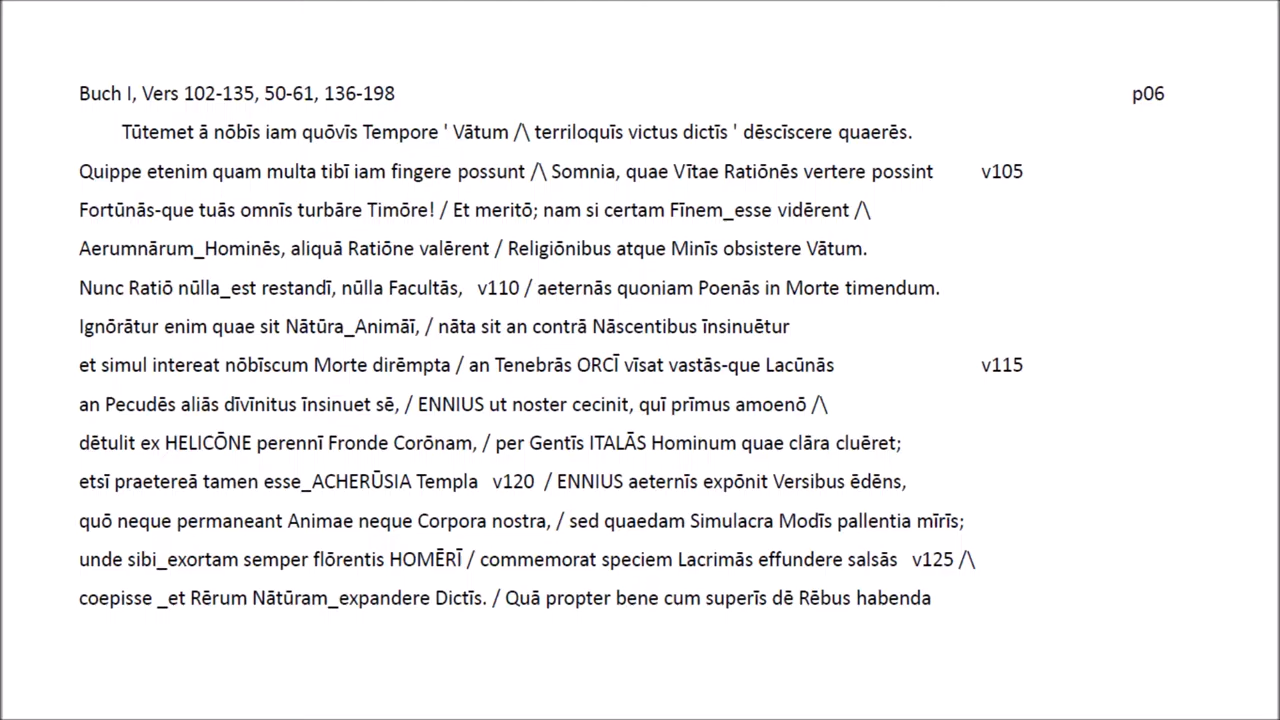 Buch I, Vers 102-135, 50-61, 136-198 p06
Tūtemet ā nōbīs iam quōvīs Tempore ' Vātum /\ terriloquīs victus dictīs ' dēscīscere quaerēs.
Quippe etenim quam multa tibī iam fingere possunt /\ Somnia, quae Vītae Ratiōnēs vertere possint v105
Fortūnās-que tuās omnīs turbāre Timōre! / Et meritō; nam si certam Fīnem_esse vidērent /\
Aerumnārum_Hominēs, aliquā Ratiōne valērent / Religiōnibus atque Minīs obsistere Vātum.
Nunc Ratiō nūlla_est restandī, nūlla Facultās, v110 / aeternās quoniam Poenās in Morte timendum.
Ignōrātur enim quae sit Nātūra_Animāī, / nāta sit an contrā Nāscentibus īnsinuētur
et simul intereat nōbīscum Morte dirēmpta / an Tenebrās ORCĪ vīsat vastās-que Lacūnās v115
an Pecudēs aliās dīvīnitus īnsinuet sē, / ENNIUS ut noster cecinit, quī prīmus amoenō /\
dētulit ex HELICŌNE perennī Fronde Corōnam, / per Gentīs ITALĀS Hominum quae clāra cluēret;
etsī praetereā tamen esse_ACHERŪSIA Templa v120 / ENNIUS aeternīs expōnit Versibus ēdēns,
quō neque permaneant Animae neque Corpora nostra, / sed quaedam Simulacra Modīs pallentia mīrīs;
unde sibi_exortam semper flōrentis HOMĒRĪ / commemorat speciem Lacrimās effundere salsās v125 /\
coepisse _et Rērum Nātūram_expandere Dictīs. / Quā propter bene cum superīs dē Rēbus habenda